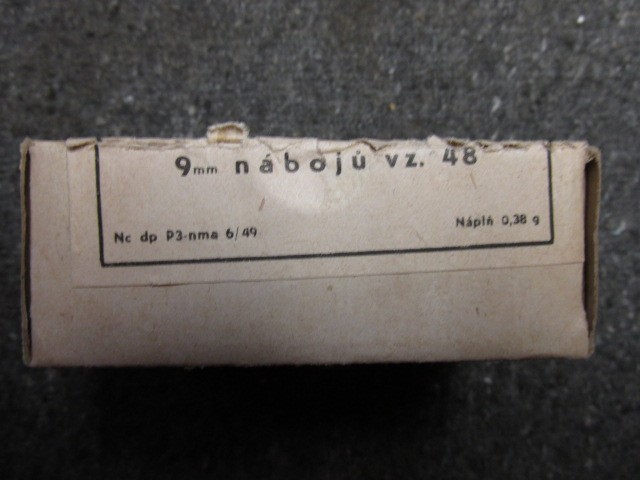 9mm nábojů vz. 48
Nc dp P3-nma 6/49
Náplň 0,38 g